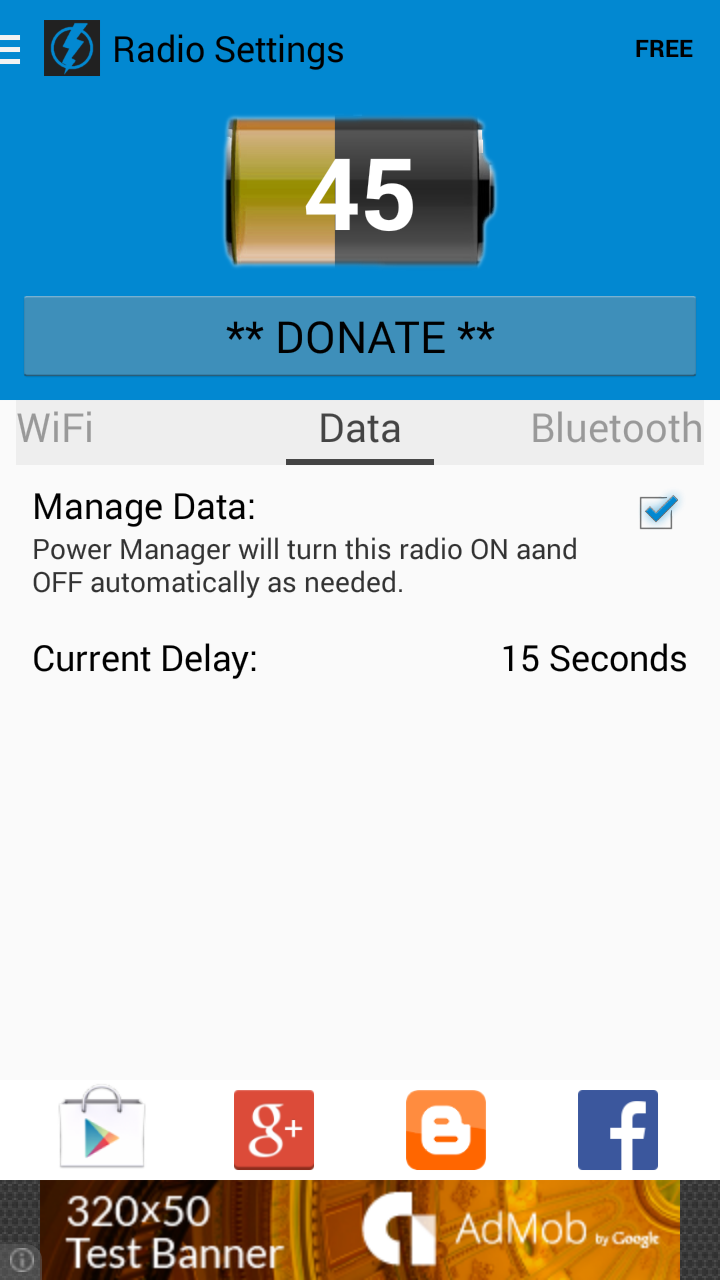 Radio Settings
FREE
45
** DONATE **
WiFi
Data
Bluetooth
Manage Data:
Power Manager will turn this radio ON aand
OFF automatically as needed.
Current Delay:
15 Seconds
g+
320x50
Test Banner
AdMob by Google